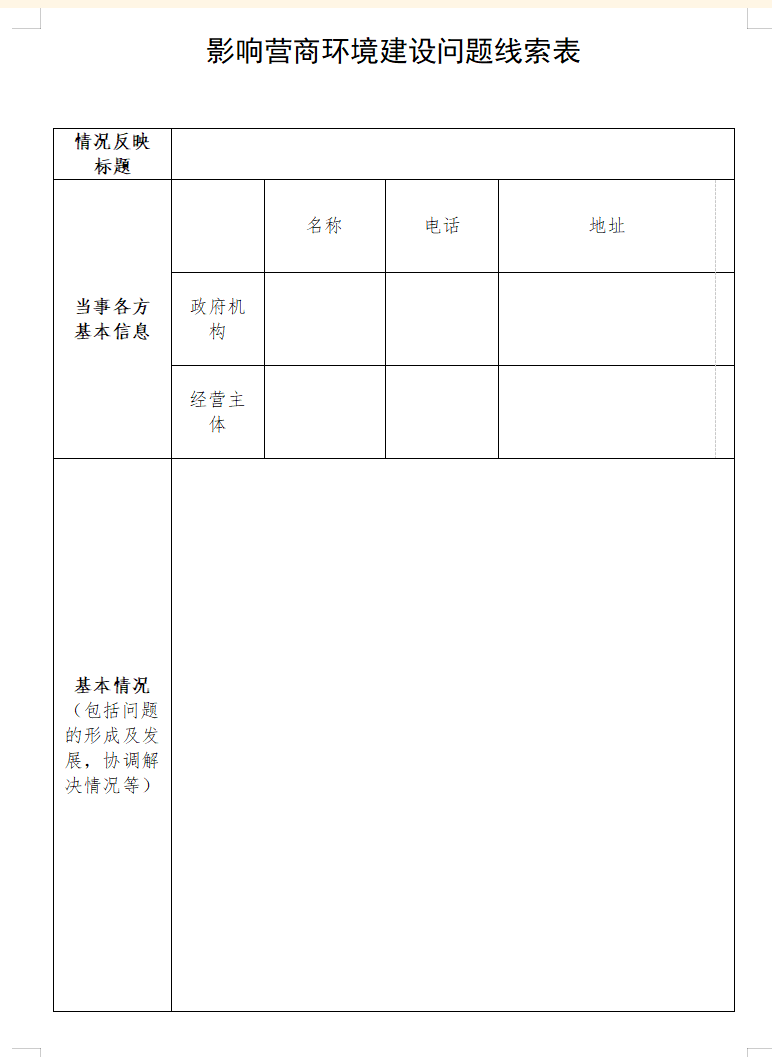 影响营商环境建设问题线索表
情况反映
标题
名称
电话
地址
当事各方
基本信息
政府机
构
经营主
体
基本情况
（包括问题
的形成及发
展，协调解
决情况等）